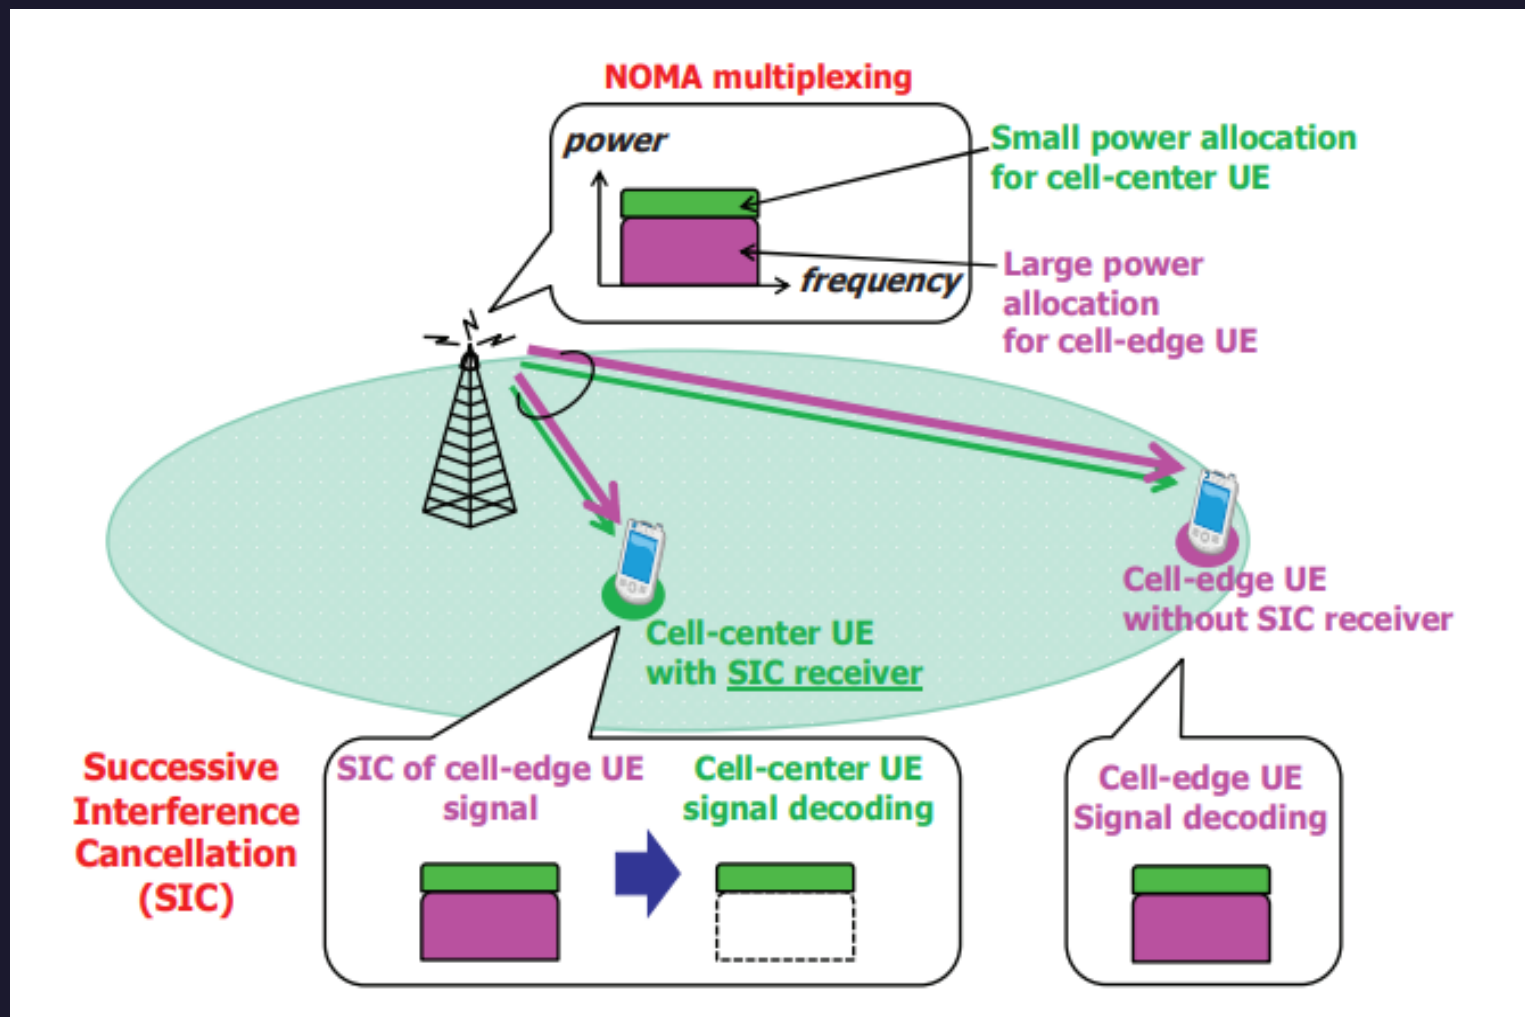 NOMA multiplexing
power
frequency
Small power allocation
for cell-center UE
Large power
allocation
for cell-edge UE
Cell-edge UE
without SIC receiver
Cell-center UE
with SIC receiver
Successive
Interference
Cancellation
(SIC)
SIC of cell-edge UE
signal
Cell-center UE
signal decoding
Cell-edge UE
Signal decoding